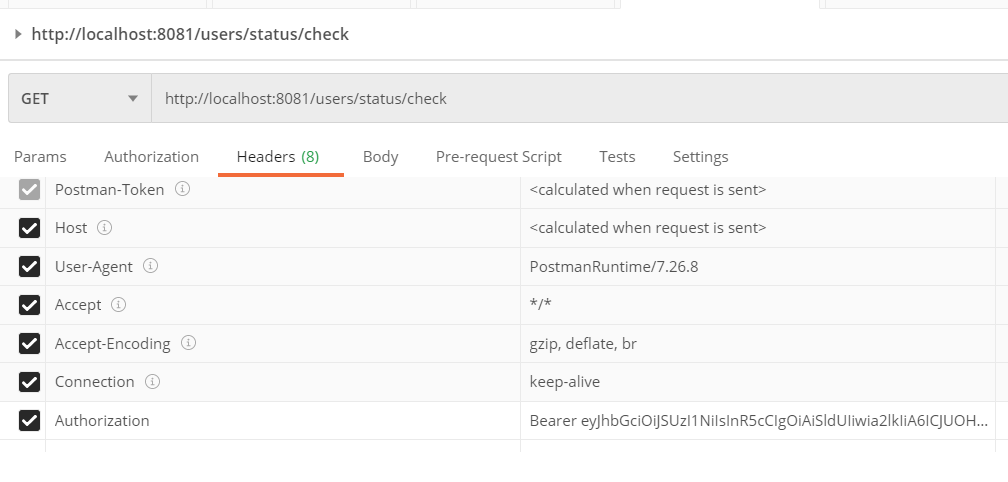 http://localhost:8081/users/status/check
GET http://localhost:8081/users/status/check
Params Authorization Headers (8) Body Pre-request Script Tests Settings
Postman-Token <calculated when request is sent>
Host <calculated when request is sent>
User-Agent PostmanRuntime/7.26.8
Accept */*
Accept-Encoding gzip, deflate, br
Connection keep-alive
Authorization Bearer eyJhbGciOiJSUzI1NiIsInR5cCIgOiAiSldUIiwia2lkIiA6ICJUOH...